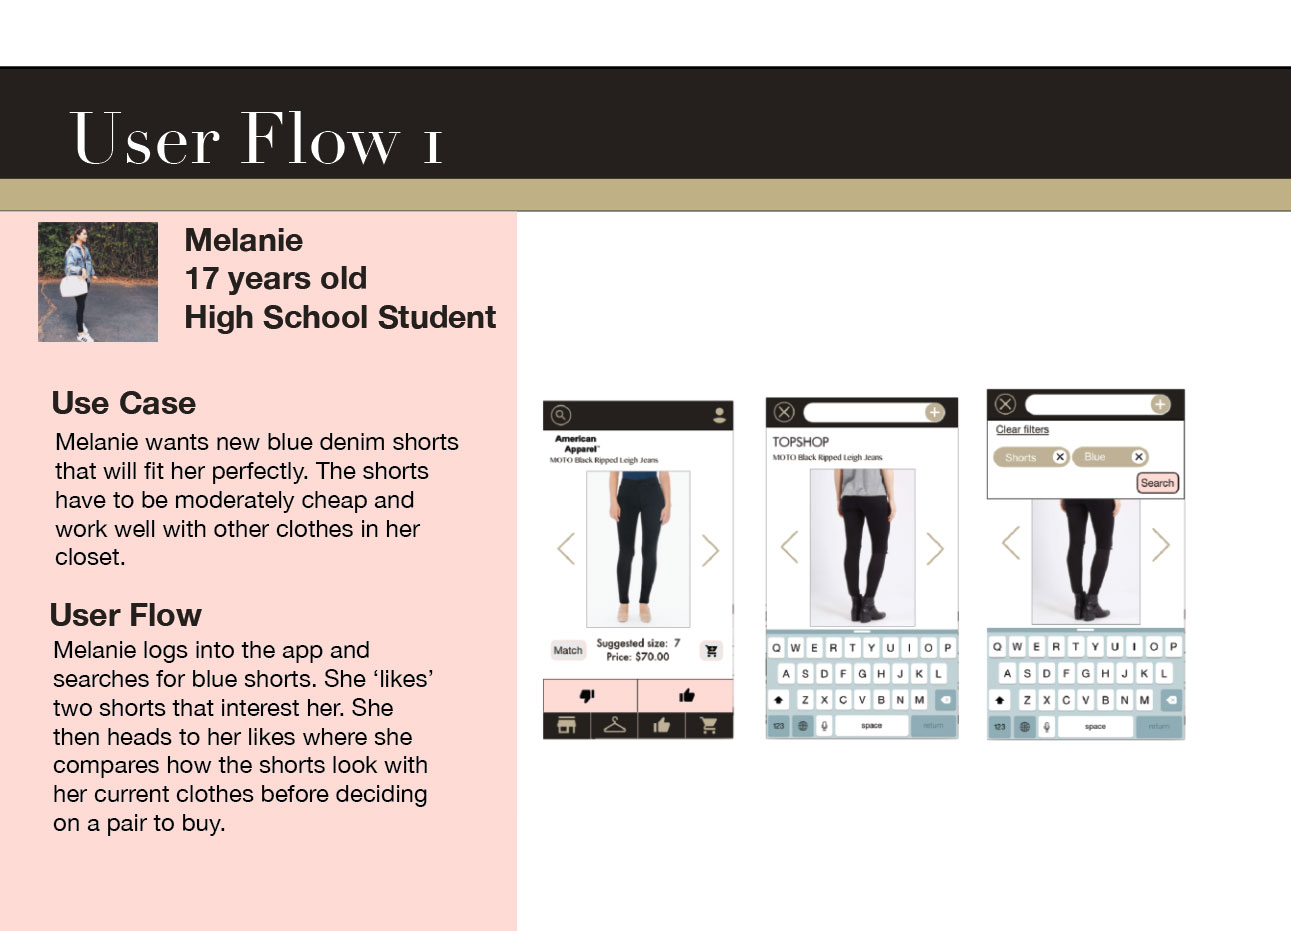 User Flow 1
Melanie
17 years old
High School Student
Use Case
Melanie wants new blue denim shorts
that will fit her perfectly. The shorts
have to be moderately cheap and
work well with other clothes in her
closet.
User Flow
Melanie logs into the app and
searches for blue shorts. She ‘likes’
two shorts that interest her. She
then heads to her likes where she
compares how the shorts look with
her current clothes before deciding
on a pair to buy.
American
Apparel
MOTO Black Ripped Leigh Jeans
Match
Suggested size: 7
Price: $70.00
TOPSHOP
MOTO Black Ripped Leigh Jeans
Q W E R T Y U I O P
A S D F G H J K L
Z X C V B N M
123 space return
Clear filters
Shorts Blue
Search
Q W E R T Y U I O P
A S D F G H J K L
Z X C V B N M
123 space return